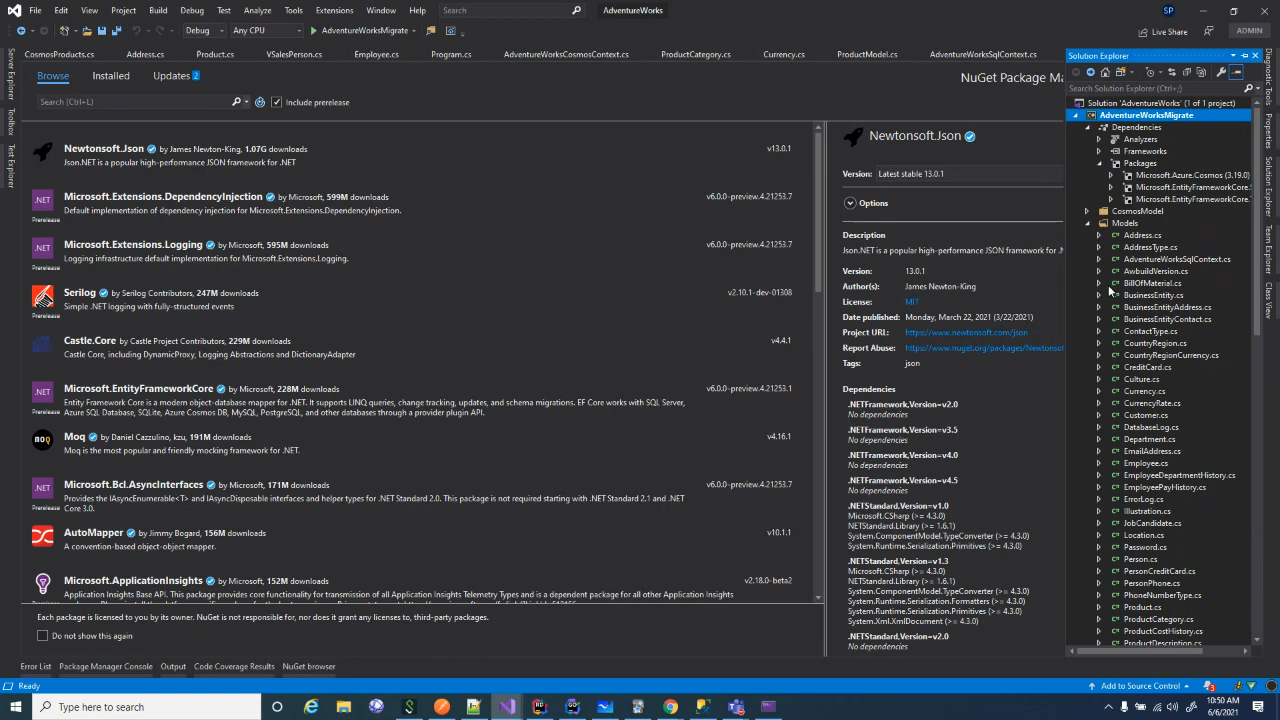 File Edit View Git Project Build Debug Test Analyze Tools Extensions Window Help Search (Ctrl+Q) AdventureWorks SP
Debug Any CPU AdventureWorksMigrate Live Share ADMIN
CosmosProducts.cs Address.cs Product.cs VSalesPerson.cs Employee.cs Program.cs AdventureWorksCosmosContext.cs ProductCategory.cs Currency.cs ProductModel.cs AdventureWorksSqlContext.cs
Server Explorer
Toolbox
Test Explorer
Browse Installed Updates 2
NuGet Package Ma
Search (Ctrl+L) Include prerelease
Newtonsoft.Json by James Newton-King, 1.07G downloads v13.0.1
Json.NET is a popular high-performance JSON framework for .NET
.NET
Microsoft.Extensions.DependencyInjection by Microsoft, 599M downloads v6.0.0-preview.4.21253.7
Default implementation of dependency injection for Microsoft.Extensions.DependencyInjection.
Prerelease
.NET
Microsoft.Extensions.Logging by Microsoft, 595M downloads v6.0.0-preview.4.21253.7
Logging infrastructure default implementation for Microsoft.Extensions.Logging.
Prerelease
Serilog by Serilog Contributors, 247M downloads v2.10.1-dev-01308
Simple .NET logging with fully-structured events
Prerelease
Castle.Core by Castle Project Contributors, 229M downloads v4.4.1
Castle Core, including DynamicProxy, Logging Abstractions and DictionaryAdapter
.NET
Microsoft.EntityFrameworkCore by Microsoft, 228M downloads v6.0.0-preview.4.21253.1
Entity Framework Core is a modern object-database mapper for .NET. It supports LINQ queries, change tracking, updates, and schema migrations. EF Core works with SQL Server,
Azure SQL Database, SQLite, Azure Cosmos DB, MySQL, PostgreSQL, and other databases through a provider plugin API.
Prerelease
Moq by Daniel Cazzulino, kzu, 191M downloads v4.16.1
Moq is the most popular and friendly mocking framework for .NET.
.NET
Microsoft.Bcl.AsyncInterfaces by Microsoft, 171M downloads v6.0.0-preview.4.21253.7
Provides the IAsyncEnumerable<T> and IAsyncDisposable interfaces and helper types for .NET Standard 2.0. This package is not required starting with .NET Standard 2.1 and .NET
Core 3.0.
Prerelease
AutoMapper by Jimmy Bogard, 156M downloads v10.1.1
A convention-based object-object mapper.
Microsoft.ApplicationInsights by Microsoft, 152M downloads v2.18.0-beta2
Application Insights Base API. This package provides core functionality for transmission of all Application Insights Telemetry Types and is a dependent package for all other Application Insights
Prerelease
Each package is licensed to you by its owner. NuGet is not responsible for, nor does it grant any licenses to, third-party packages.
Do not show this again
Newtonsoft.Json
Version: Latest stable 13.0.1
Options
Description
Json.NET is a popular high-performance JSON framework for .N
Version: 13.0.1
Author(s): James Newton-King
License: MIT
Date published: Monday, March 22, 2021 (3/22/2021)
Project URL: https://www.newtonsoft.com/json
Report Abuse: https://www.nuget.org/packages/Newtonsof
Tags: json
Dependencies
.NETFramework,Version=v2.0
No dependencies
.NETFramework,Version=v3.5
No dependencies
.NETFramework,Version=v4.0
No dependencies
.NETFramework,Version=v4.5
No dependencies
.NETStandard,Version=v1.0
Microsoft.CSharp (>= 4.3.0)
NETStandard.Library (>= 1.6.1)
System.ComponentModel.TypeConverter (>= 4.3.0)
System.Runtime.Serialization.Primitives (>= 4.3.0)
.NETStandard,Version=v1.3
Microsoft.CSharp (>= 4.3.0)
NETStandard.Library (>= 1.6.1)
System.ComponentModel.TypeConverter (>= 4.3.0)
System.Runtime.Serialization.Formatters (>= 4.3.0)
System.Runtime.Serialization.Primitives (>= 4.3.0)
System.Xml.XmlDocument (>= 4.3.0)
.NETStandard,Version=v2.0
No dependencies
Solution Explorer
Search Solution Explorer (Ctrl+;)
Solution 'AdventureWorks' (1 of 1 project)
AdventureWorksMigrate
Dependencies
Analyzers
Frameworks
Packages
Microsoft.Azure.Cosmos (3.19.0)
Microsoft.EntityFrameworkCore.
Microsoft.EntityFrameworkCore.
CosmosModel
Models
Address.cs
AddressType.cs
AdventureWorksSqlContext.cs
AwbuildVersion.cs
BillOfMaterial.cs
BusinessEntity.cs
BusinessEntityAddress.cs
BusinessEntityContact.cs
ContactType.cs
CountryRegion.cs
CountryRegionCurrency.cs
CreditCard.cs
Culture.cs
Currency.cs
CurrencyRate.cs
Customer.cs
DatabaseLog.cs
Department.cs
EmailAddress.cs
Employee.cs
EmployeeDepartmentHistory.cs
EmployeePayHistory.cs
ErrorLog.cs
Illustration.cs
JobCandidate.cs
Location.cs
Password.cs
Person.cs
PersonCreditCard.cs
PersonPhone.cs
PhoneNumberType.cs
Product.cs
ProductCategory.cs
ProductCostHistory.cs
ProductDescription.cs
Diagnostic Tools
Properties
Solution Explorer
Team Explorer
Class View
Error List Package Manager Console Output Code Coverage Results NuGet browser
Ready Add to Source Control 3
Type here to search
10:50 AM
6/6/2021